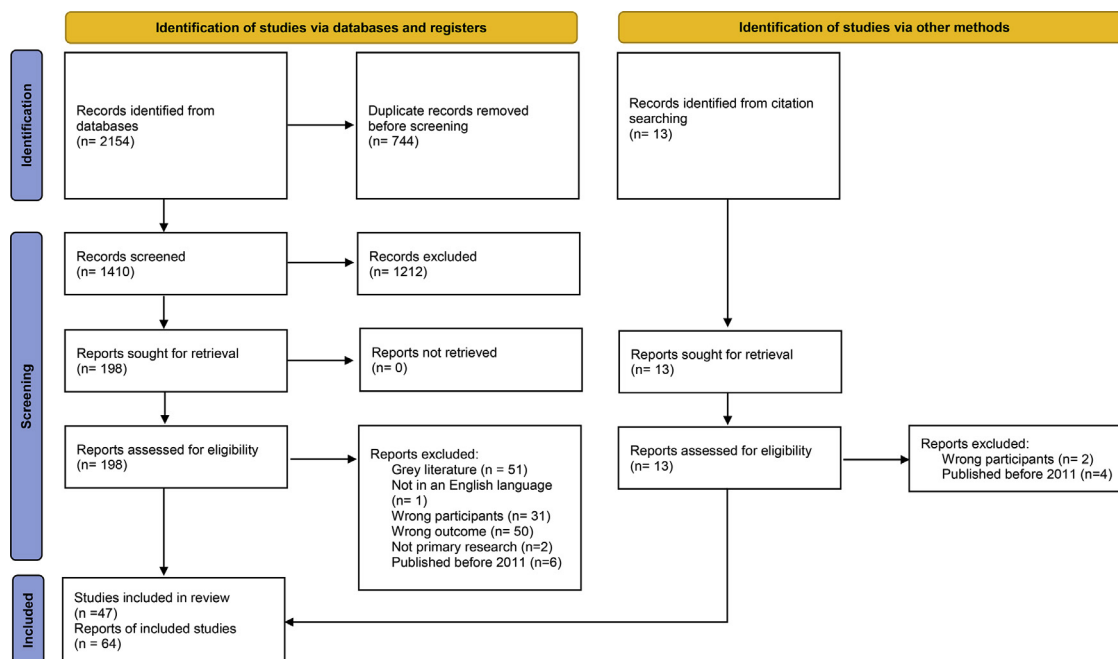 Identification of studies via databases and registers
Identification of studies via other methods
Identification
Records identified from
databases
(n= 2154)
Duplicate records removed
before screening
(n= 744)
Records identified from citation
searching
(n= 13)
Screening
Records screened
(n= 1410)
Records excluded
(n= 1212)
Reports sought for retrieval
(n= 198)
Reports not retrieved
(n= 0)
Reports sought for retrieval
(n= 13)
Reports assessed for eligibility
(n= 198)
Reports excluded:
Grey literature (n = 51)
Not in an English language
(n= 1)
Wrong participants (n= 31)
Wrong outcome (n= 50)
Not primary research (n=2)
Published before 2011 (n=6)
Reports assessed for eligibility
(n= 13)
Reports excluded:
Wrong participants (n= 2)
Published before 2011 (n=4)
Included
Studies included in review
(n =47)
Reports of included studies
(n = 64)